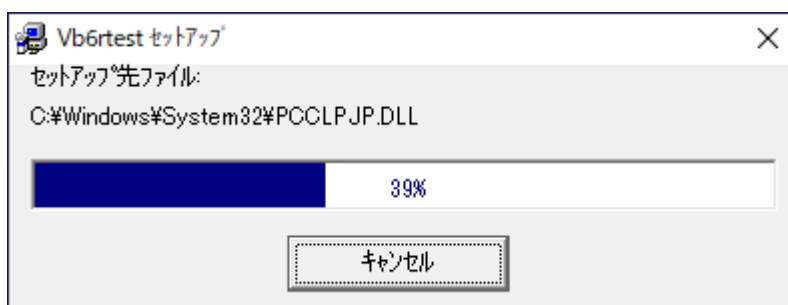 Vb6rtest ｾｯﾄｱｯﾌﾟ
ｾｯﾄｱｯﾌﾟ先ﾌｧｲﾙ:
C:¥Windows¥System32¥PCCLPJP.DLL
39%
ｷｬﾝｾﾙ